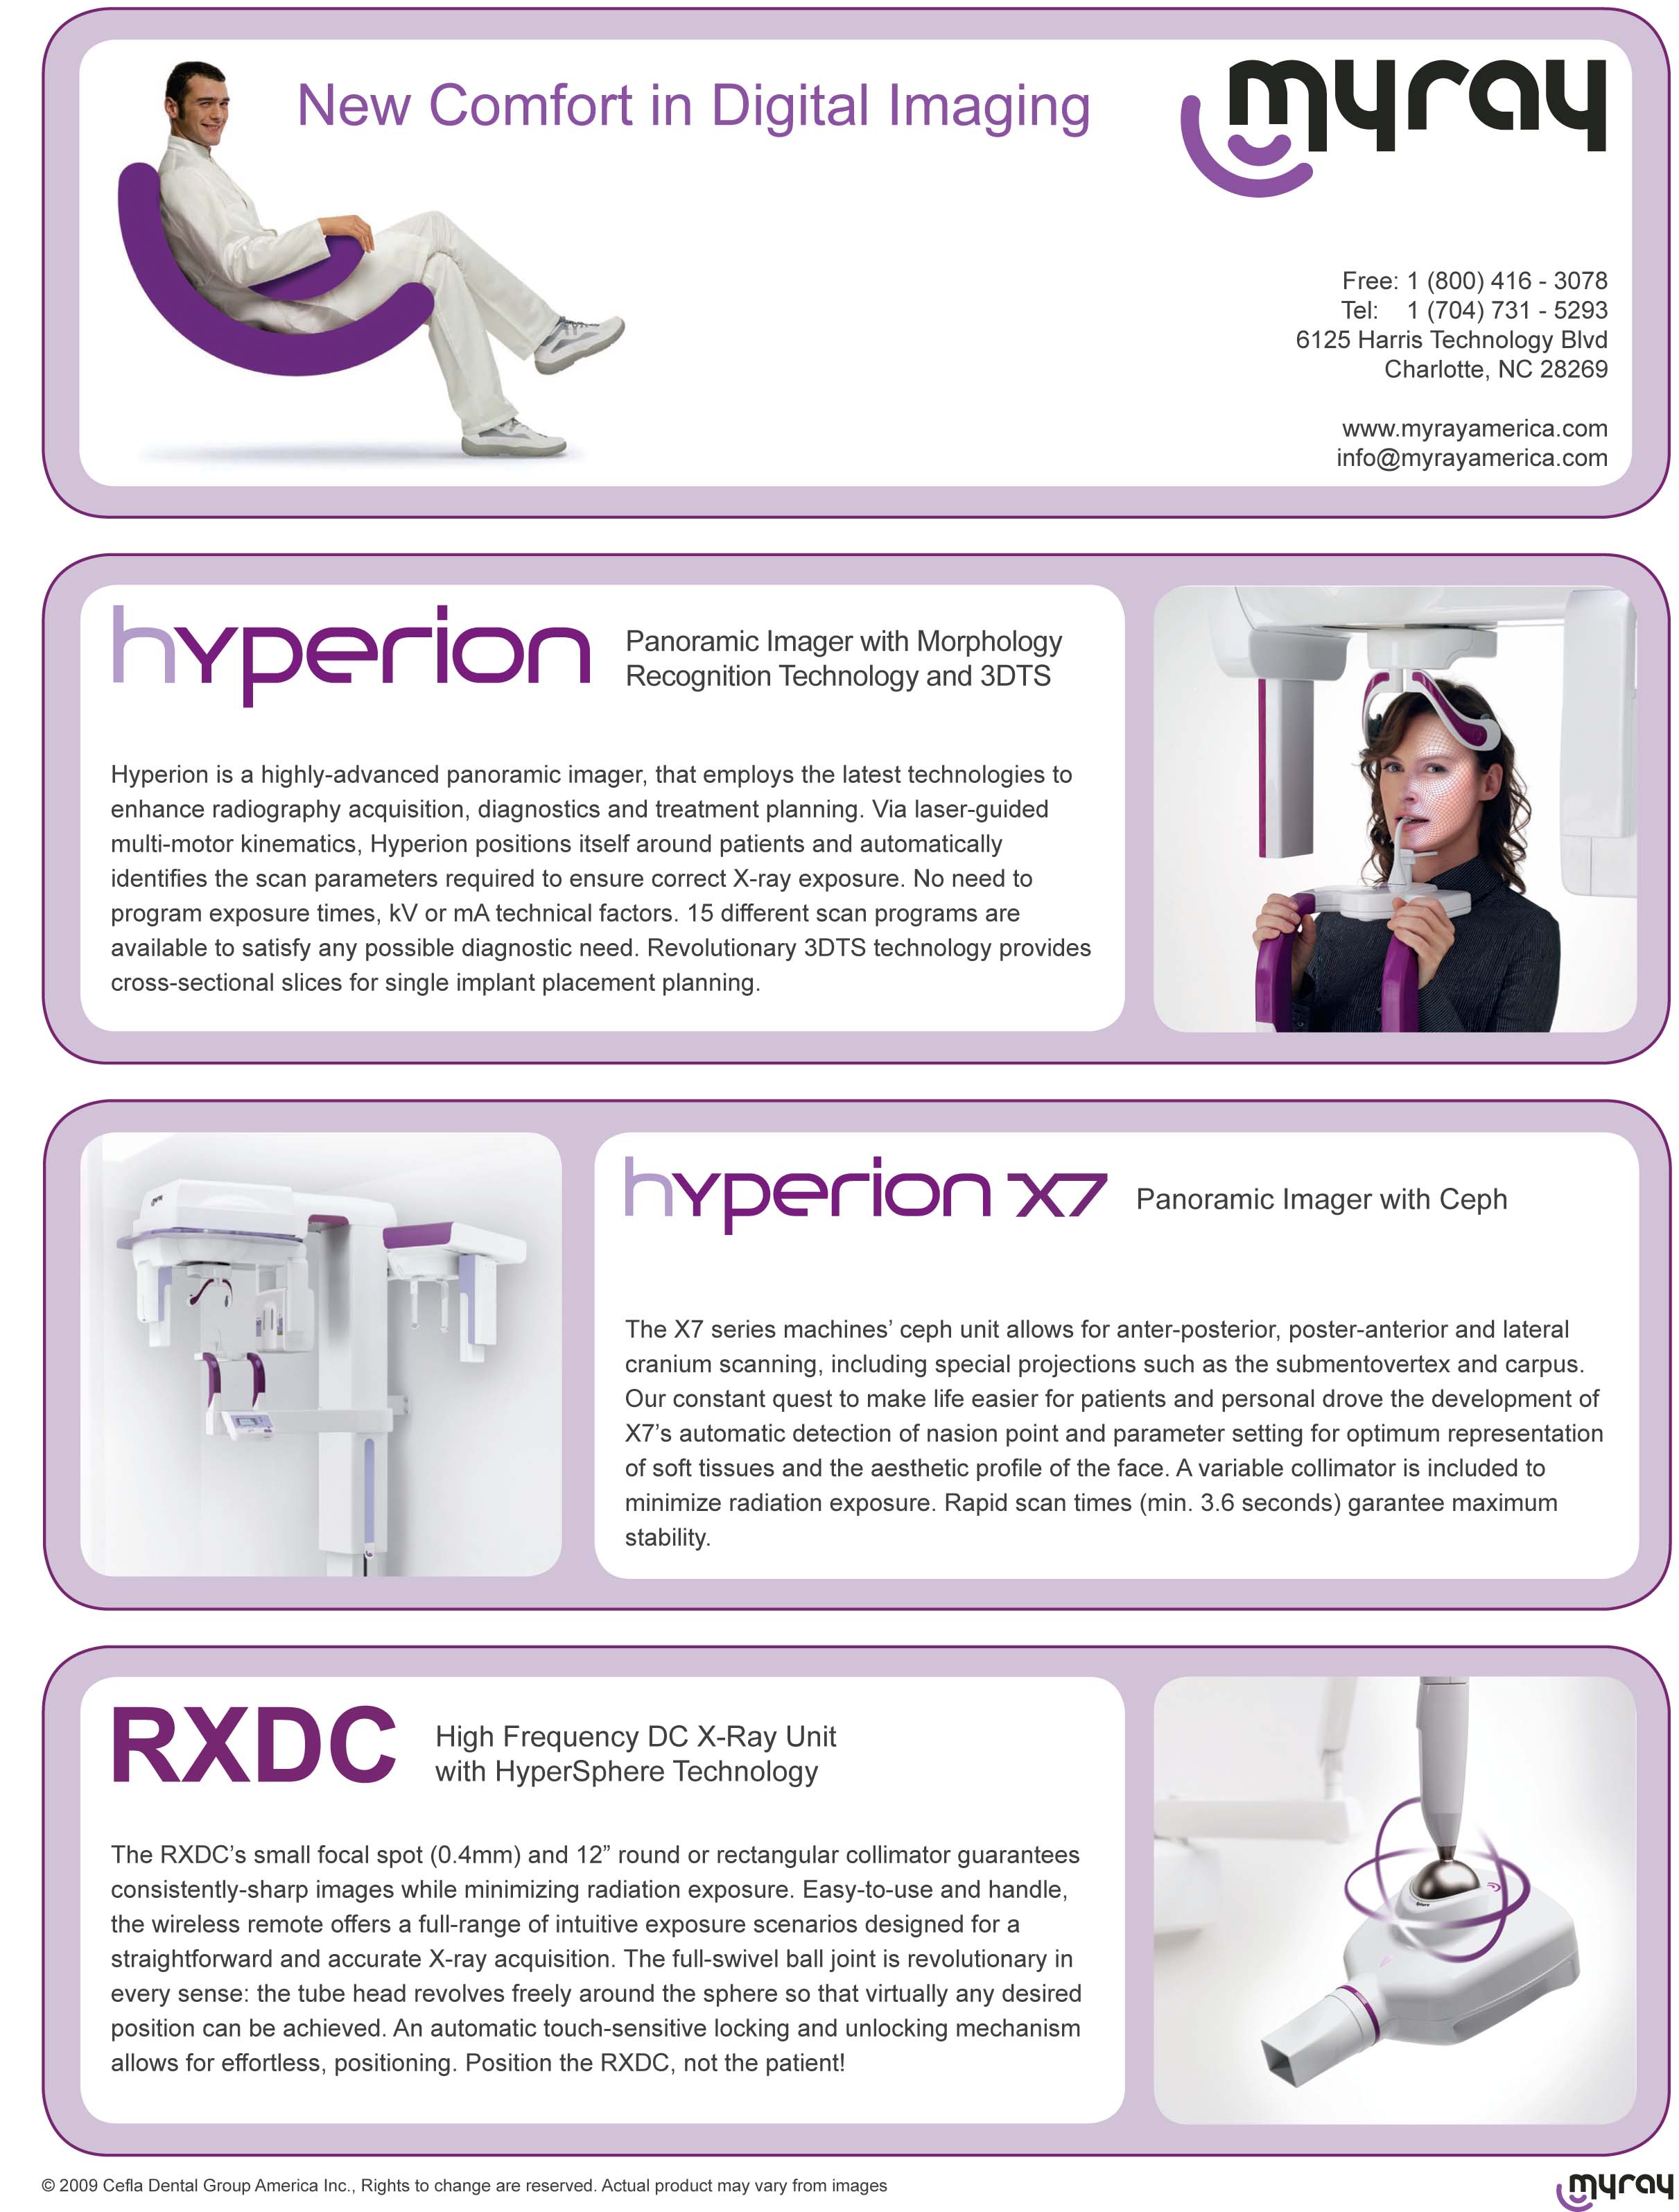 New Comfort in Digital Imaging
myray
Free: 1 (800) 416 - 3078
Tel: 1 (704) 731 - 5293
6125 Harris Technology Blvd
Charlotte, NC 28269
www.myrayamerica.com
info@myrayamerica.com
hyperion
Panoramic Imager with Morphology
Recognition Technology and 3DTS
Hyperion is a highly-advanced panoramic imager, that employs the latest technologies to
enhance radiography acquisition, diagnostics and treatment planning. Via laser-guided
multi-motor kinematics, Hyperion positions itself around patients and automatically
identifies the scan parameters required to ensure correct X-ray exposure. No need to
program exposure times, kV or mA technical factors. 15 different scan programs are
available to satisfy any possible diagnostic need. Revolutionary 3DTS technology provides
cross-sectional slices for single implant placement planning.
myray
hyperion X7
Panoramic Imager with Ceph
The X7 series machines’ ceph unit allows for anter-posterior, poster-anterior and lateral
cranium scanning, including special projections such as the submentovertex and carpus.
Our constant quest to make life easier for patients and personal drove the development of
X7’s automatic detection of nasion point and parameter setting for optimum representation
of soft tissues and the aesthetic profile of the face. A variable collimator is included to
minimize radiation exposure. Rapid scan times (min. 3.6 seconds) garantee maximum
stability.
RXDC
High Frequency DC X-Ray Unit
with HyperSphere Technology
The RXDC’s small focal spot (0.4mm) and 12” round or rectangular collimator guarantees
consistently-sharp images while minimizing radiation exposure. Easy-to-use and handle,
the wireless remote offers a full-range of intuitive exposure scenarios designed for a
straightforward and accurate X-ray acquisition. The full-swivel ball joint is revolutionary in
every sense: the tube head revolves freely around the sphere so that virtually any desired
position can be achieved. An automatic touch-sensitive locking and unlocking mechanism
allows for effortless, positioning. Position the RXDC, not the patient!
© 2009 Cefla Dental Group America Inc., Rights to change are reserved. Actual product may vary from images
myray